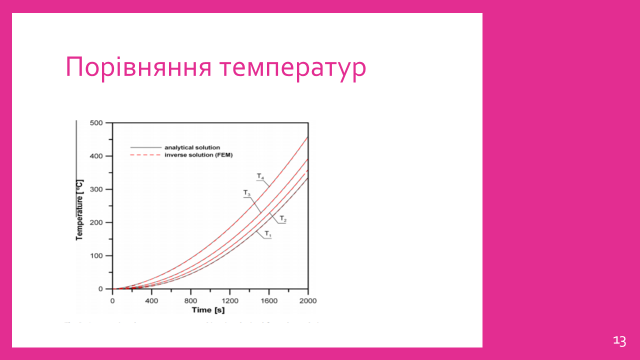 Порівняння температур
500
400
300
200
100
0
Temperature [°C]
analytical solution
inverse solution (FEM)
T₄
T₃
T₂
T₁
0 400 800 1200 1600 2000
Time [s]
13